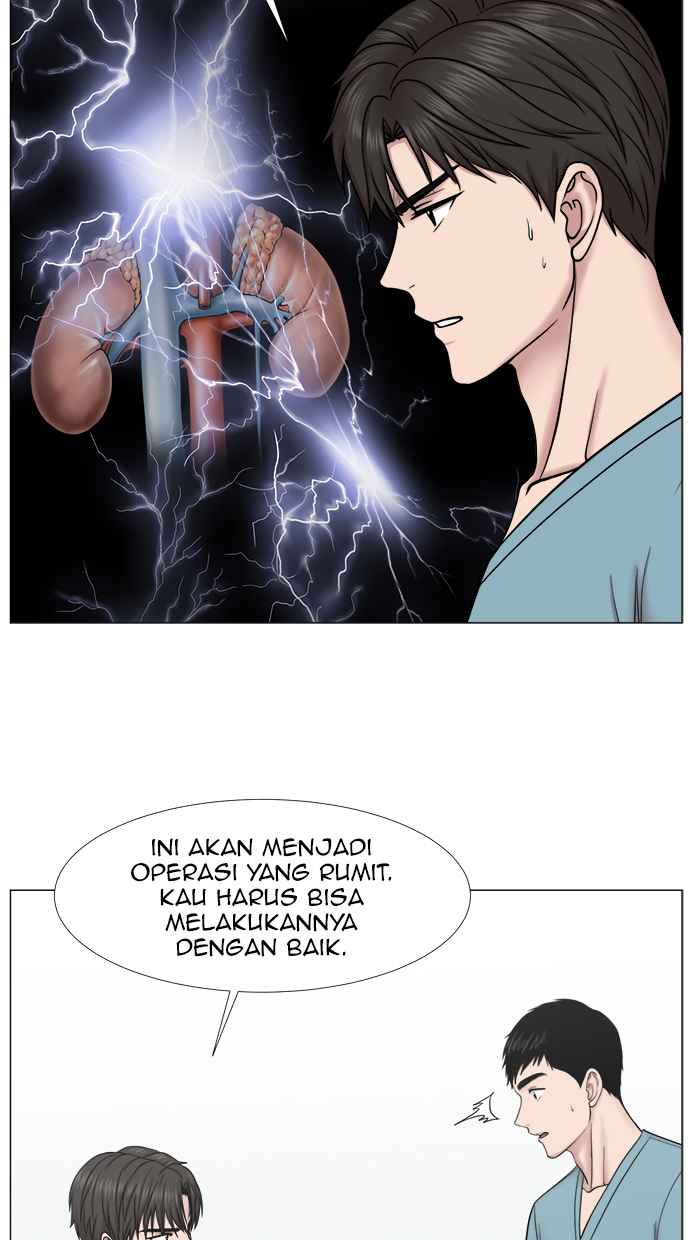 INI AKAN MENJADI
OPERASI YANG RUMIT.
KAU HARUS BISA
MELAKUKANNYA
DENGAN BAIK.